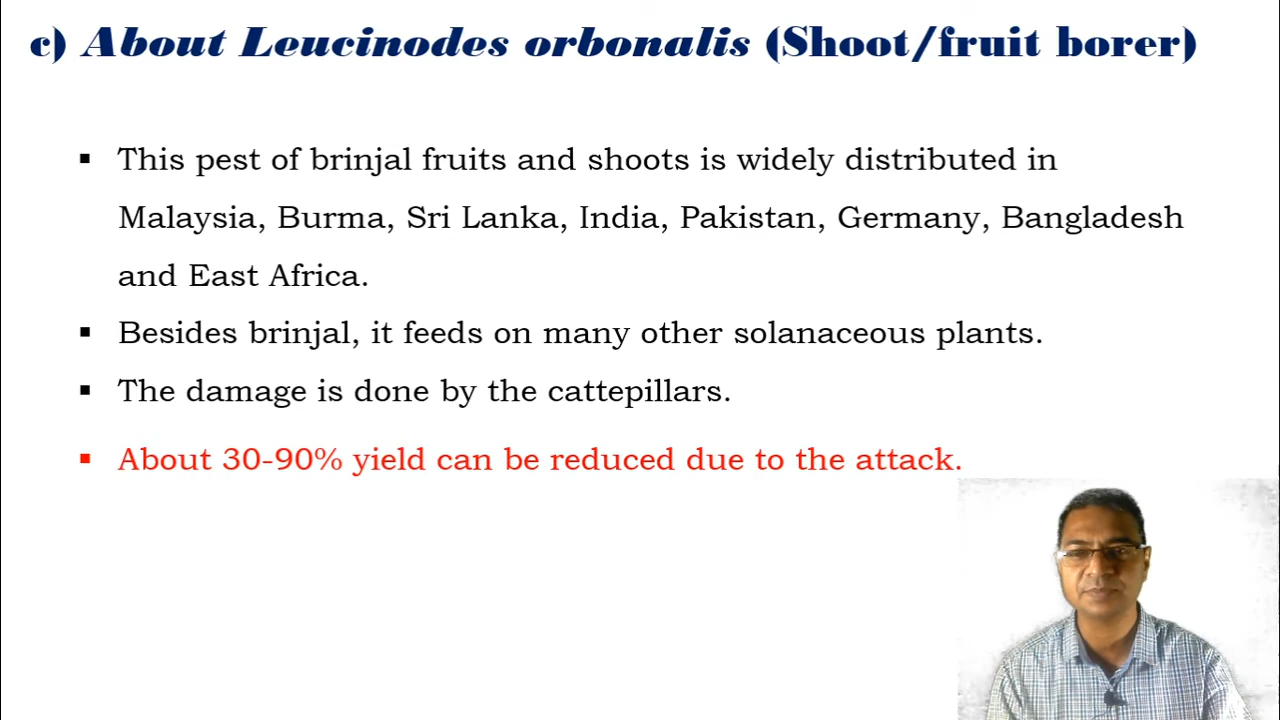 c) About Leucinodes orbonalis (Shoot/fruit borer)
▪ This pest of brinjal fruits and shoots is widely distributed in
Malaysia, Burma, Sri Lanka, India, Pakistan, Germany, Bangladesh
and East Africa.
▪ Besides brinjal, it feeds on many other solanaceous plants.
▪ The damage is done by the cattepillars.
▪ About 30-90% yield can be reduced due to the attack.